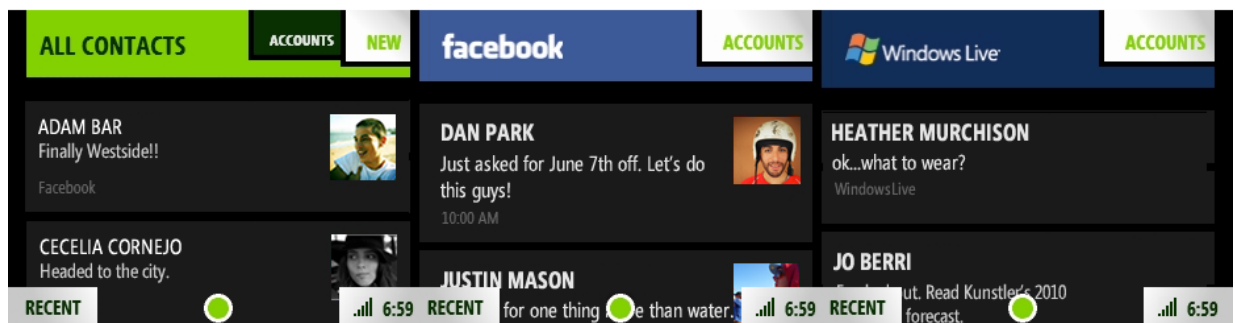 ALL CONTACTS
ACCOUNTS
NEW
ADAM BAR
Finally Westside!!
Facebook
CECELIA CORNEJO
Headed to the city.
RECENT
6:59
facebook
ACCOUNTS
DAN PARK
Just asked for June 7th off. Let's do
this guys!
10:00 AM
JUSTIN MASON
for one thing than water.
RECENT
6:59
Windows Live
ACCOUNTS
HEATHER MURCHISON
ok...what to wear?
WindowsLive
JO BERRI
out. Read Kunstler's 2010
forecast.
RECENT
6:59